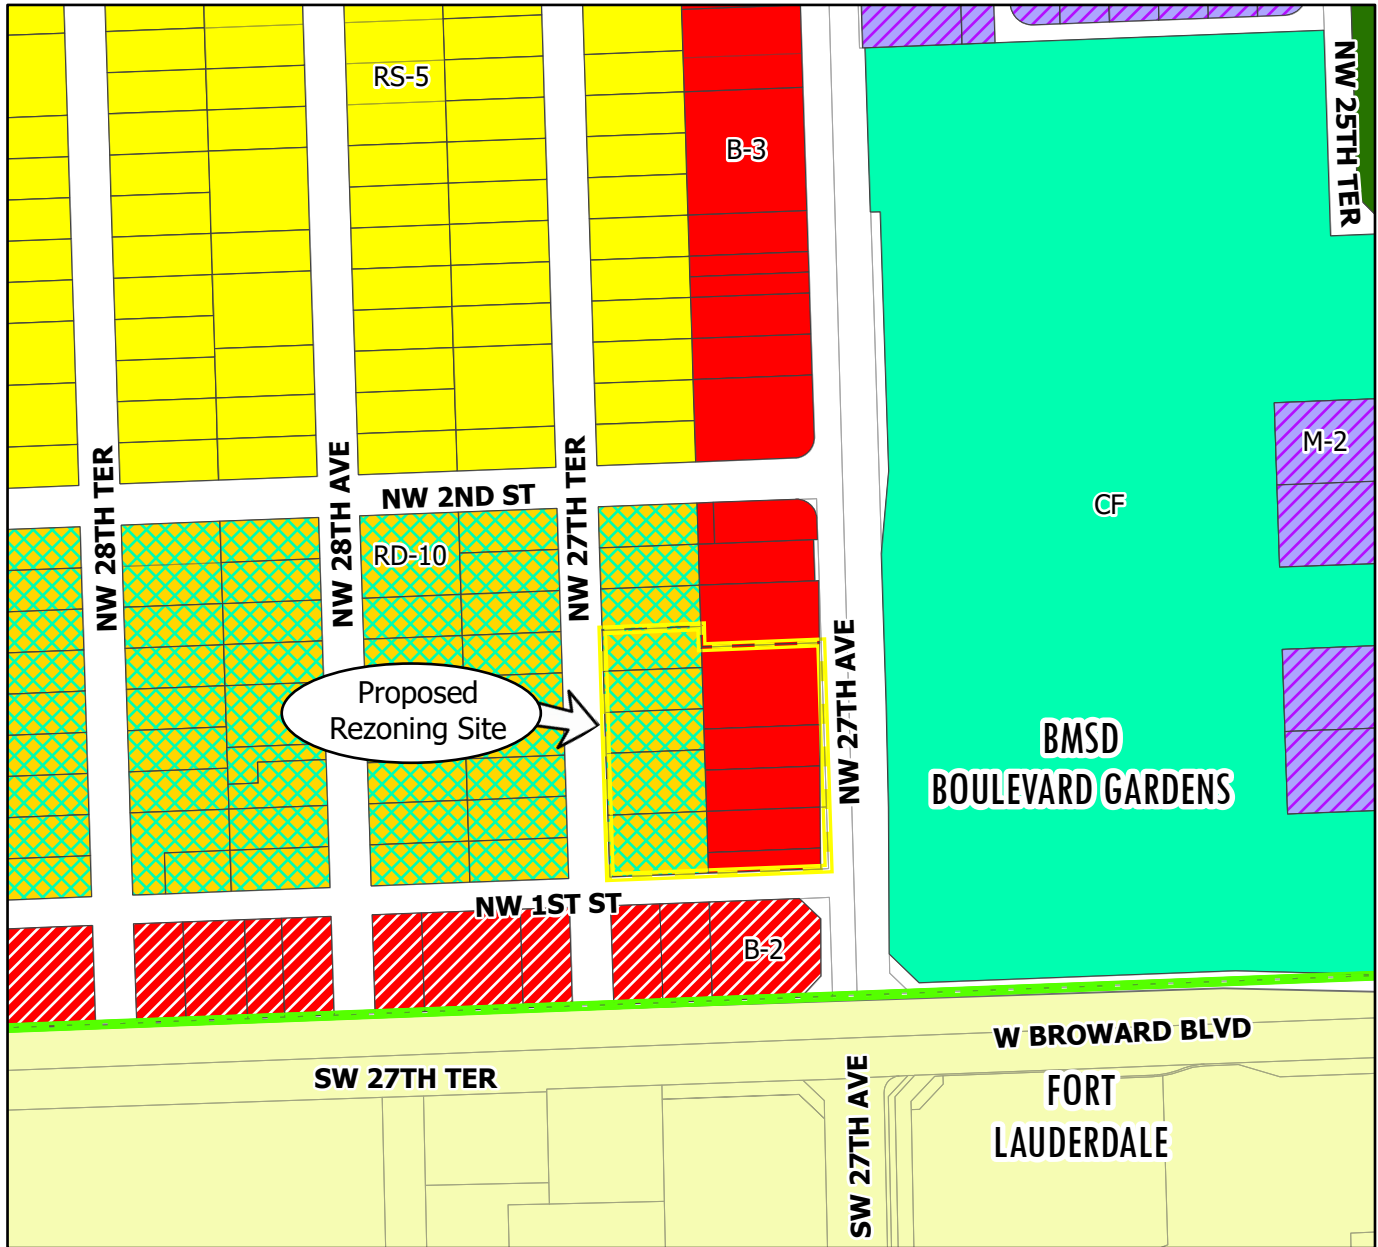 RS-5
NW 25TH TER
B-3
M-2
NW 28TH TER
NW 28TH AVE
NW 27TH TER
NW 2ND ST
CF
RD-10
NW 27TH AVE
Proposed
Rezoning Site
BMSD
BOULEVARD GARDENS
NW 1ST ST
B-2
W BROWARD BLVD
SW 27TH TER
SW 27TH AVE
FORT
LAUDERDALE